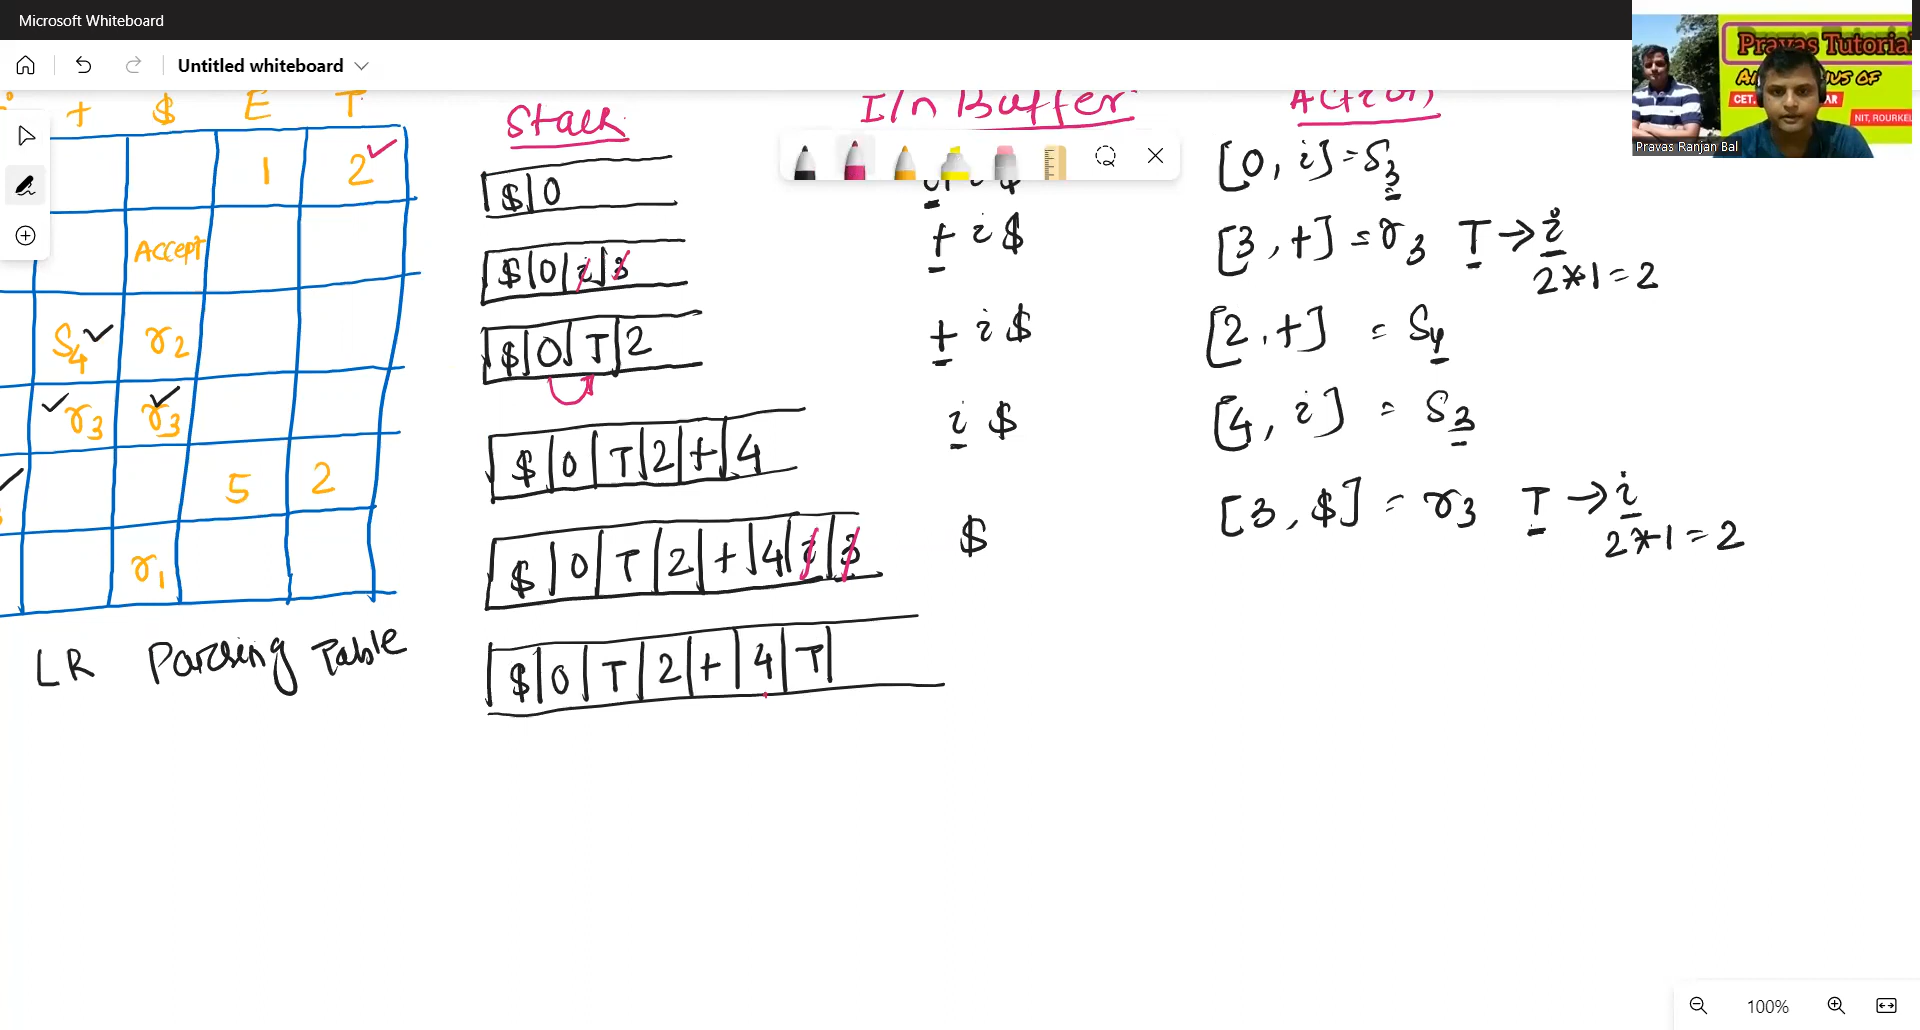 Microsoft Whiteboard
Untitled whiteboard
Pravas Tutorial
CET
NIT, ROURKEL
Pravas Ranjan Bal
+ $ E T
1 2
Accept
S4 r2
r3 r3
5 2
r1
LR Parsing Table
Stack
$ 0
$ 0 i 3
$ 0 T 2
$ 0 T 2 + 4
$ 0 T 2 + 4 i 3
$ 0 T 2 + 4 T
I/n Buffer
+ i $
+ i $
i $
$
Action
[0, i] = S3
[3, +] = r3 T → i
2*1=2
[2, +] = S4
[4, i] = S3
[3, $] = r3 T → i
2*1=2
100%